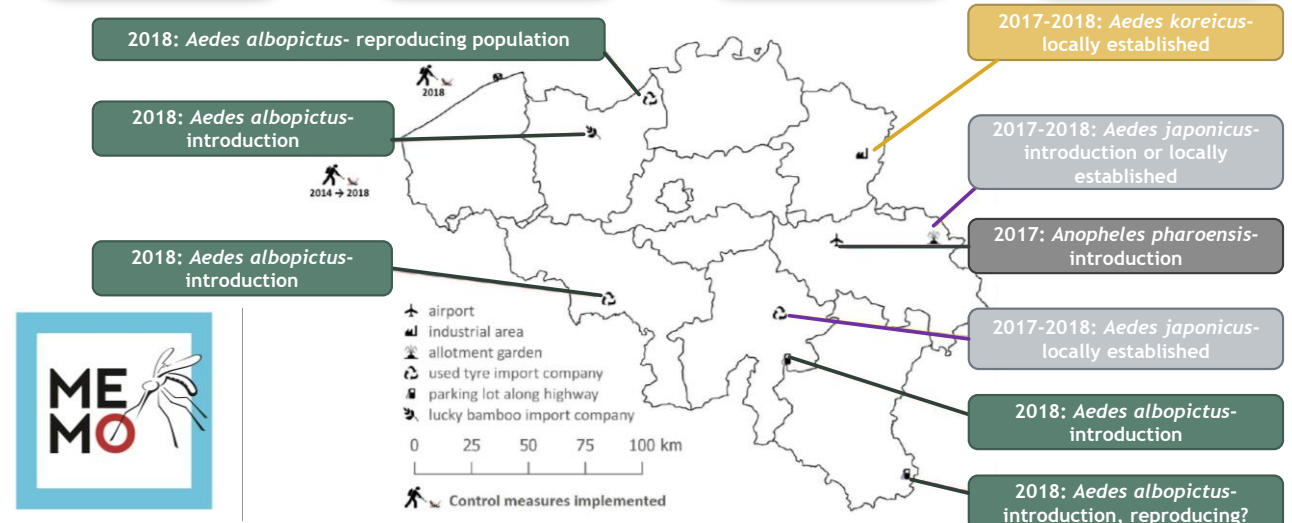 2018: Aedes albopictus- reproducing population
2018
2018: Aedes albopictus-
introduction
2014 → 2018
2018: Aedes albopictus-
introduction
2017-2018: Aedes koreicus-
locally established
2017-2018: Aedes japonicus-
introduction or locally
established
2017: Anopheles pharoensis-
introduction
2017-2018: Aedes japonicus-
locally established
2018: Aedes albopictus-
introduction
2018: Aedes albopictus-
introduction, reproducing?
airport
industrial area
allotment garden
used tyre import company
parking lot along highway
lucky bamboo import company
0 25 50 75 100 km
Control measures implemented
ME
MO